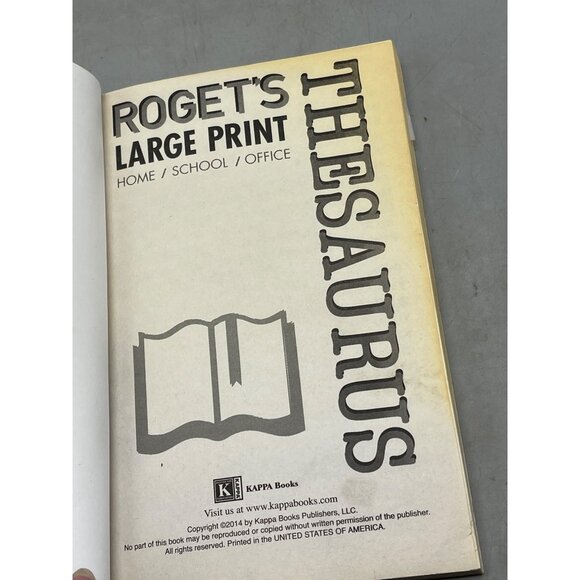 ROGET'S
LARGE PRINT
HOME / SCHOOL / OFFICE
THESAURUS
K KAPPA KAPPA Books
Visit us at www.kappabooks.com
Copyright ©2014 by Kappa Books Publishers, LLC.
No part of this book may be reproduced or copied without written permission of the publisher.
All rights reserved. Printed in the UNITED STATES OF AMERICA.